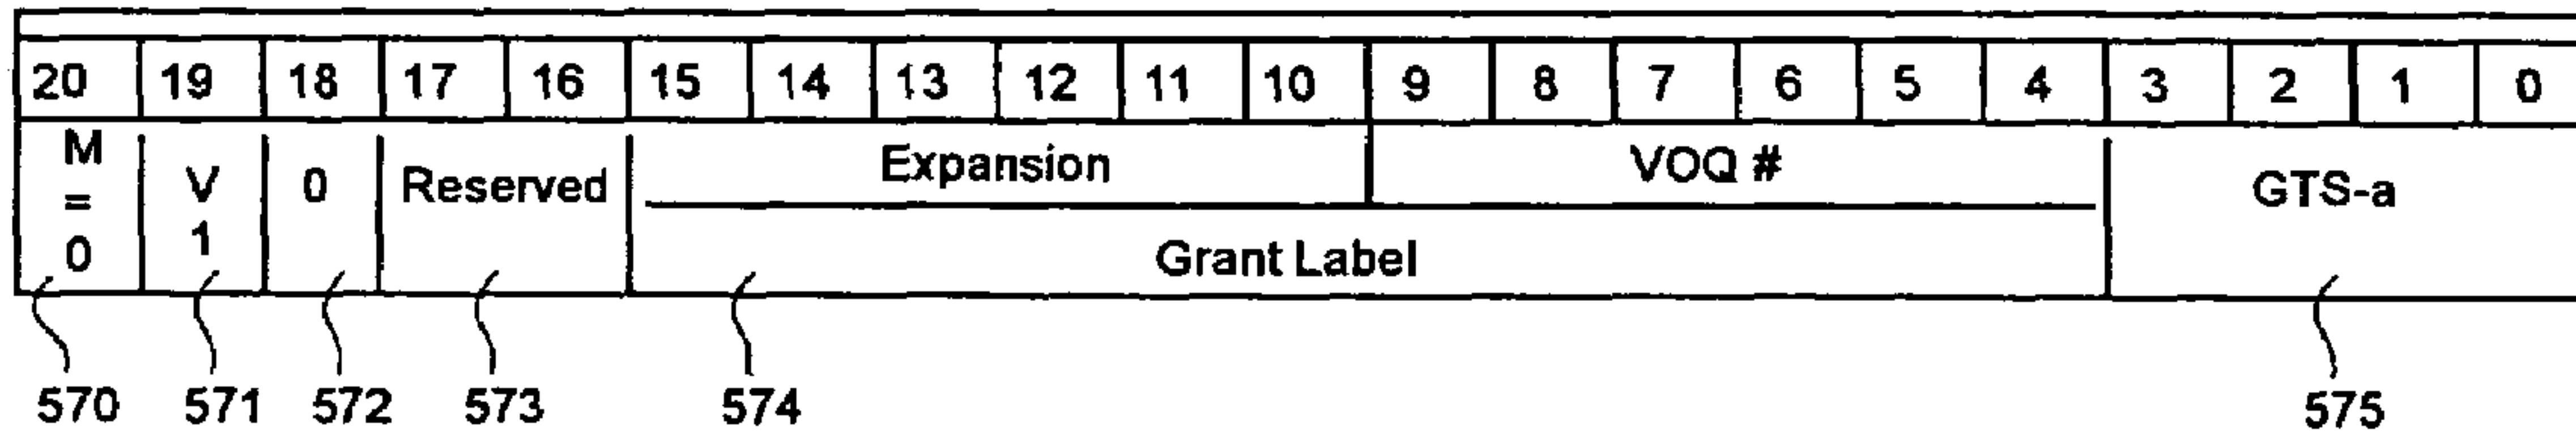 20 19 18 17 16 15 14 13 12 11 10 9 8 7 6 5 4 3 2 1 0
M = 0
V 1
0
Reserved
Expansion
VOQ #
Grant Label
GTS-a
570 571 572 573 574 575